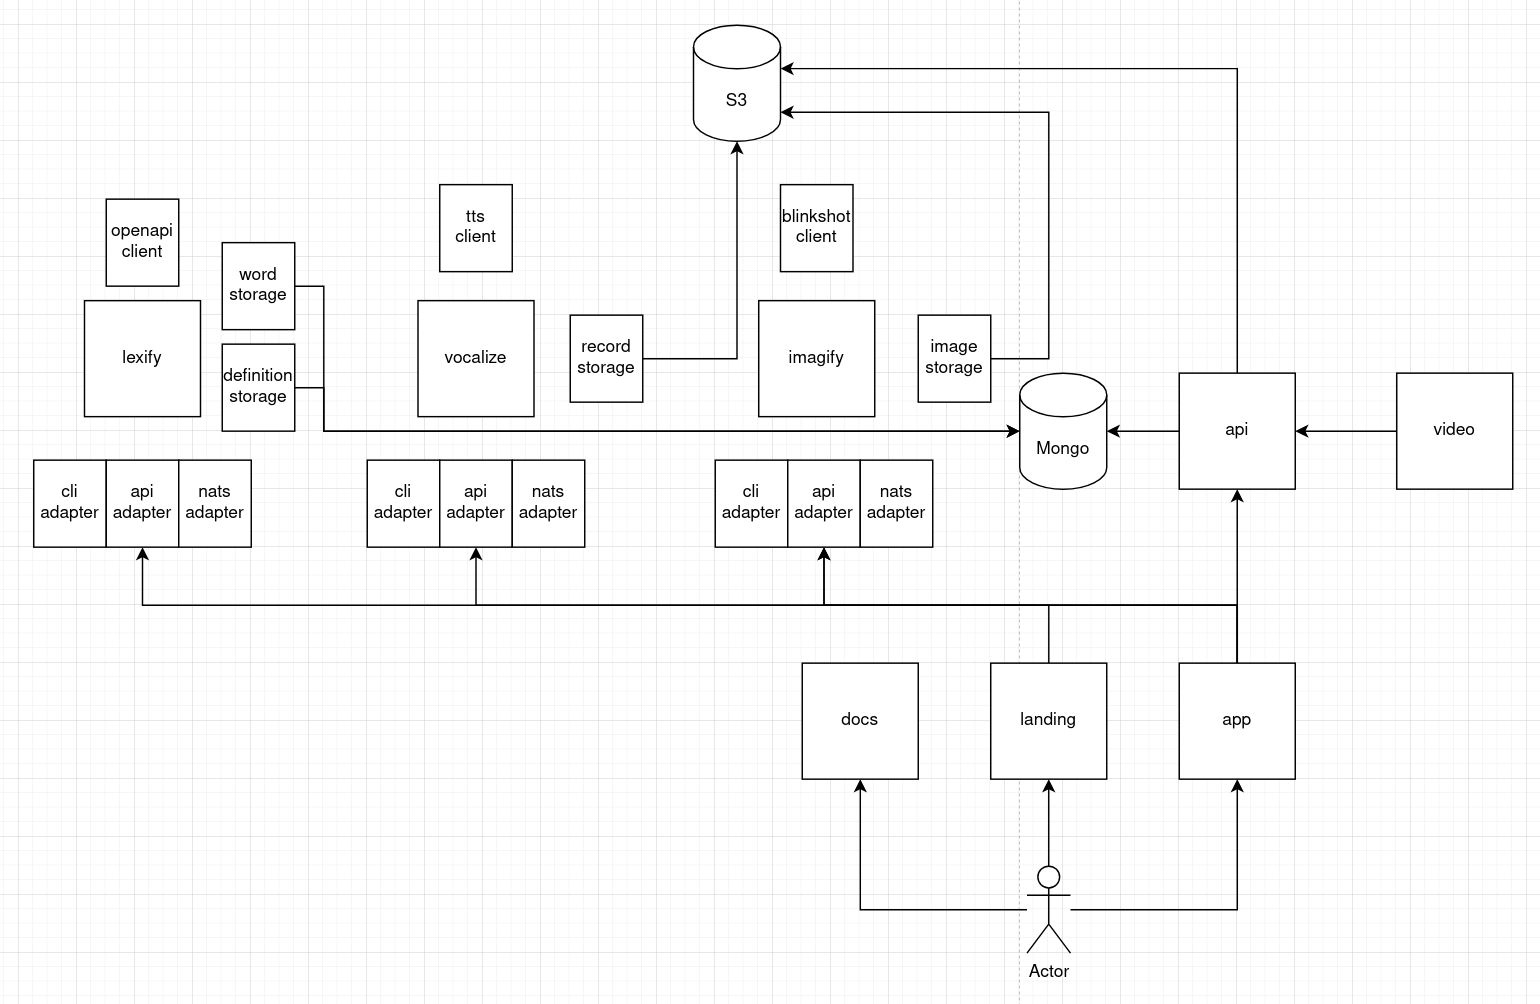 S3
openapi
client
word
storage
tts
client
blinkshot
client
lexify
definition
storage
vocalize
record
storage
imagify
image
storage
Mongo
api
video
cli
adapter
api
adapter
nats
adapter
cli
adapter
api
adapter
nats
adapter
cli
adapter
api
adapter
nats
adapter
docs
landing
app
Actor